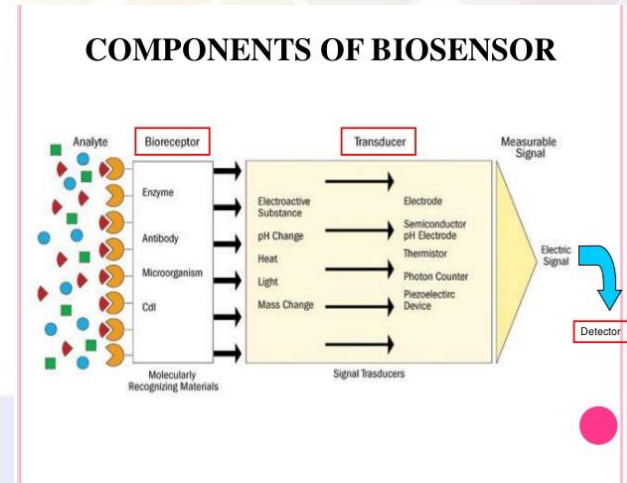 COMPONENTS OF BIOSENSOR
Analyte
Bioreceptor
Transducer
Measurable
Signal
Enzyme
Antibody
Microorganism
Cdl
Electroactive
Substance
pH Change
Heat
Light
Mass Change
Electrode
Semiconductor
pH Electrode
Thermistor
Photon Counter
Piezoelectirc
Device
Electric
Signal
Detector
Molecularly
Recognizing Materials
Signal Trasducers